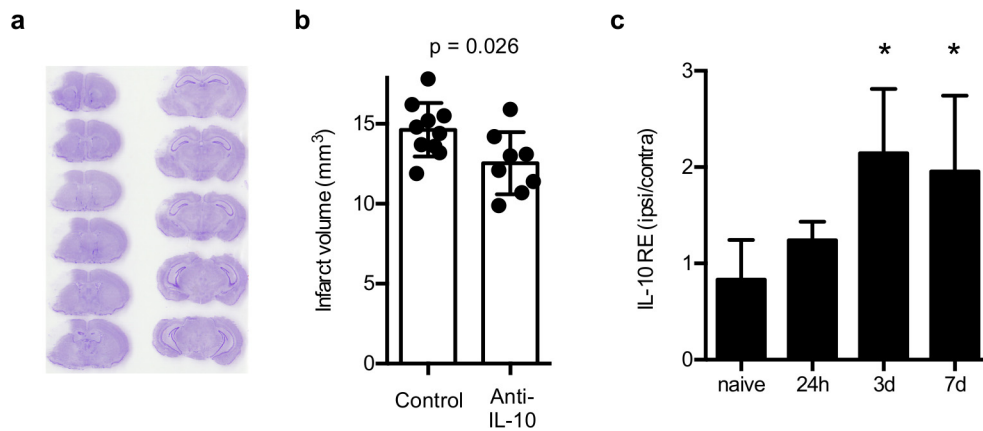 a
b
p = 0.026
Infarct volume (mm³)
15
10
5
0
Control
Anti-
IL-10
c
* *
IL-10 RE (ipsi/contra)
3
2
1
0
naive 24h 3d 7d